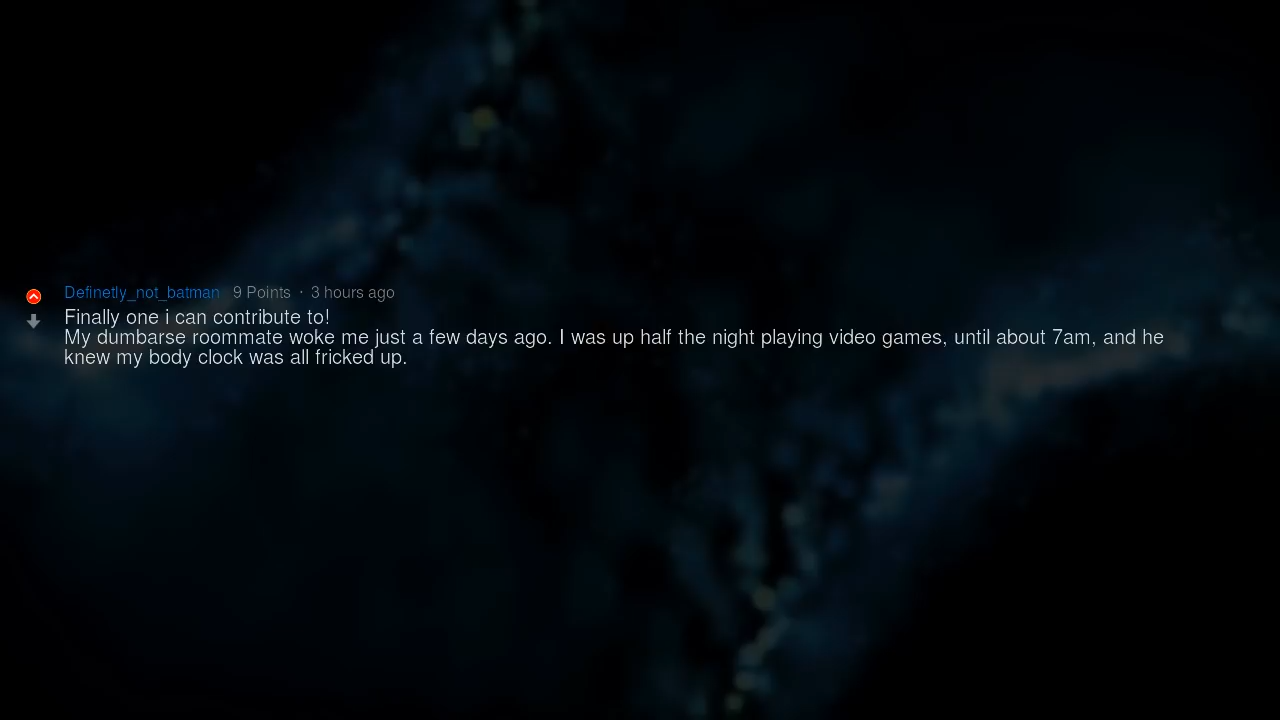 Definetly_not_batman 9 Points · 3 hours ago
Finally one i can contribute to!
My dumbarse roommate woke me just a few days ago. I was up half the night playing video games, until about 7am, and he
knew my body clock was all fricked up.